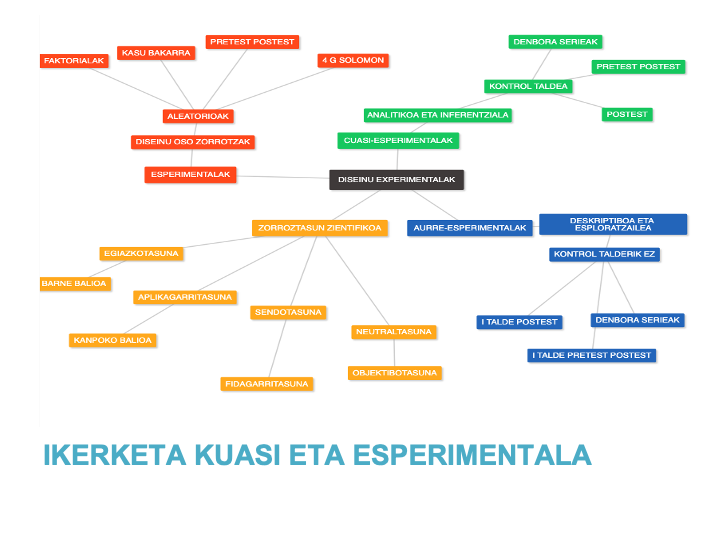 PRETEST POSTEST
KASU BAKARRA
FAKTORIALAK
4 G SOLOMON
ALEATORIOAK
DISEINU OSO ZORROTZAK
ESPERIMENTALAK
DENBORA SERIEAK
PRETEST POSTEST
KONTROL TALDEA
POSTEST
ANALITIKOA ETA INFERENTZIALA
CUASI-ESPERIMENTALAK
DISEINU EXPERIMENTALAK
ZORROZTASUN ZIENTIFIKOA
EGIAZKOTASUNA
BARNE BALIOA
APLIKAGARRITASUNA
KANPOKO BALIOA
SENDOTASUNA
FIDAGARRITASUNA
NEUTRALTASUNA
OBJEKTIBOTASUNA
AURRE-ESPERIMENTALAK
DESKRIPTIBOA ETA
ESPLORATZAILEA
KONTROL TALDERIK EZ
I TALDE POSTEST
DENBORA SERIEAK
I TALDE PRETEST POSTEST
IKERKETA KUASI ETA ESPERIMENTALA